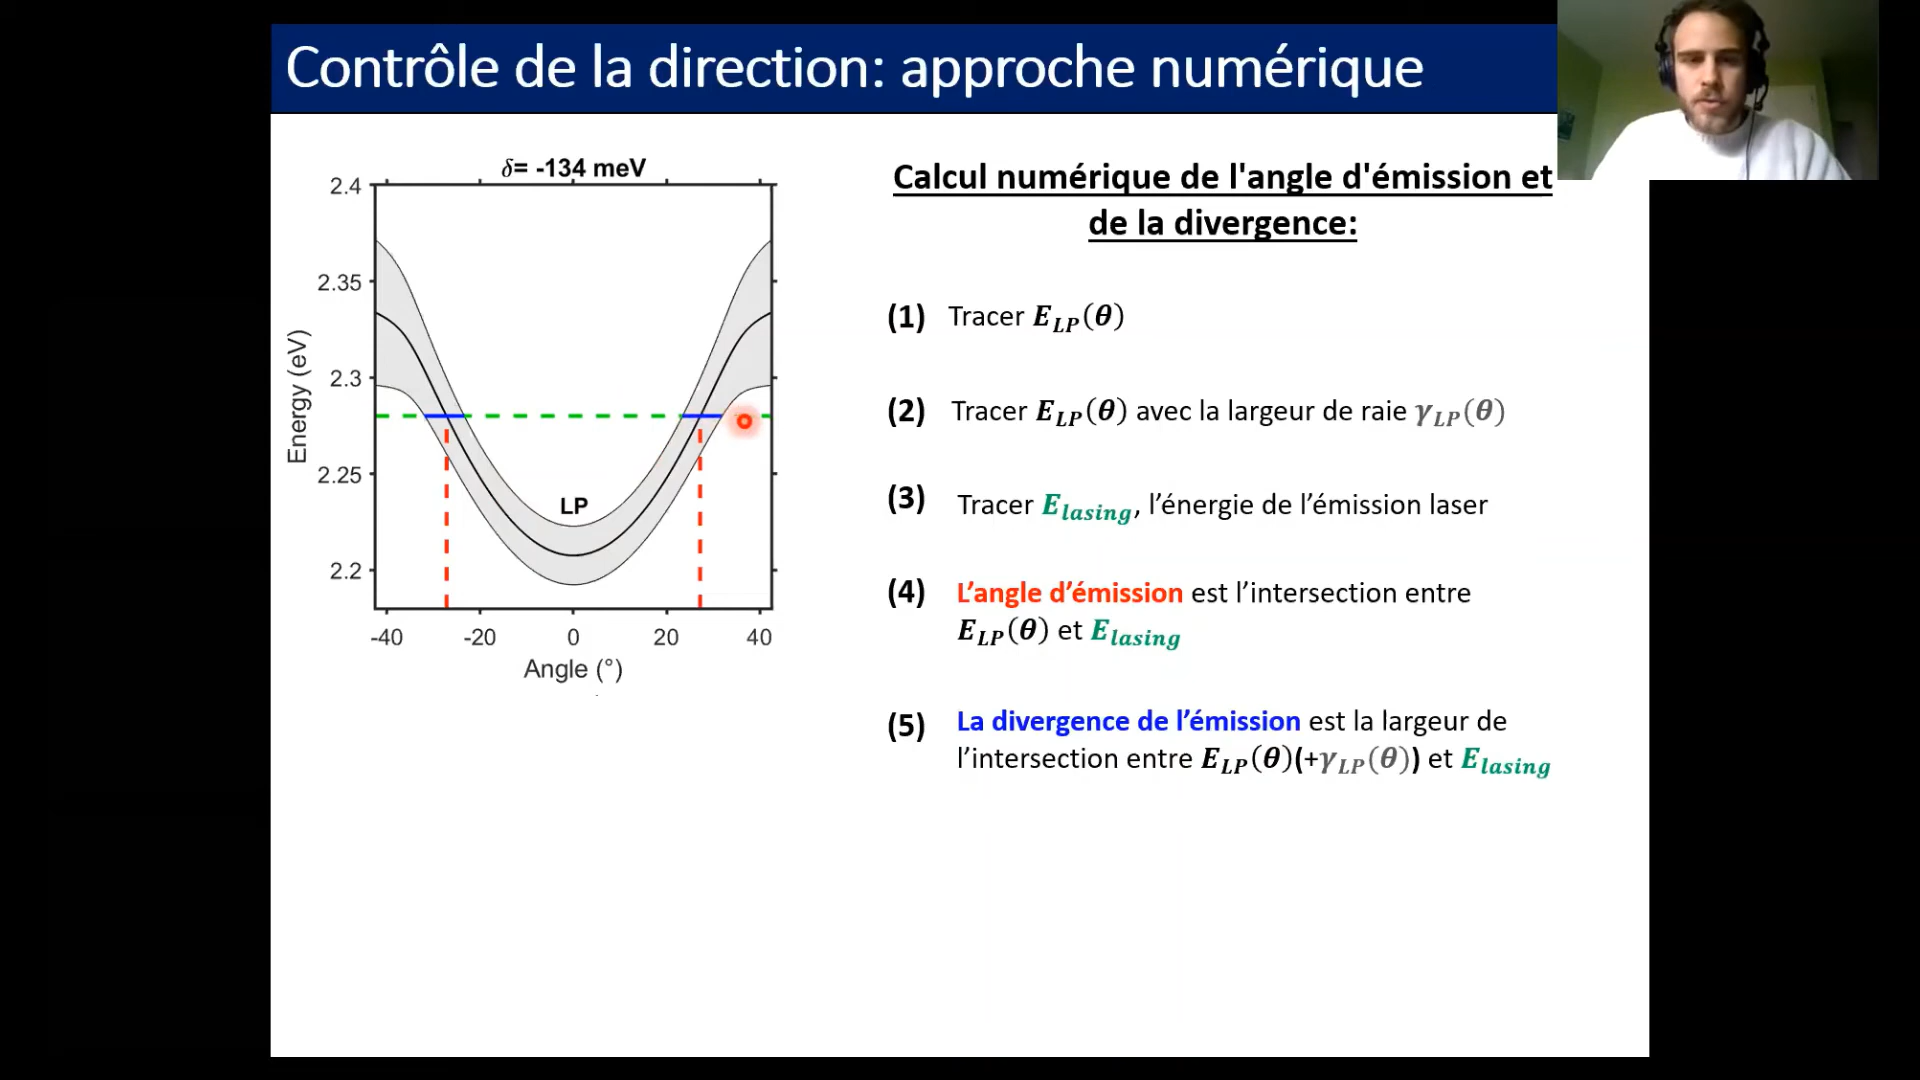 Contrôle de la direction: approche numérique
δ= -134 meV
2.4
2.35
2.3
2.25
2.2
Energy (eV)
LP
-40 -20 0 20 40
Angle (°)
Calcul numérique de l'angle d'émission et
de la divergence:
(1) Tracer E_LP(θ)
(2) Tracer E_LP(θ) avec la largeur de raie γ_LP(θ)
(3) Tracer E_lasing, l’énergie de l’émission laser
(4) L’angle d’émission est l’intersection entre
E_LP(θ) et E_lasing
(5) La divergence de l’émission est la largeur de
l’intersection entre E_LP(θ)(+γ_LP(θ)) et E_lasing